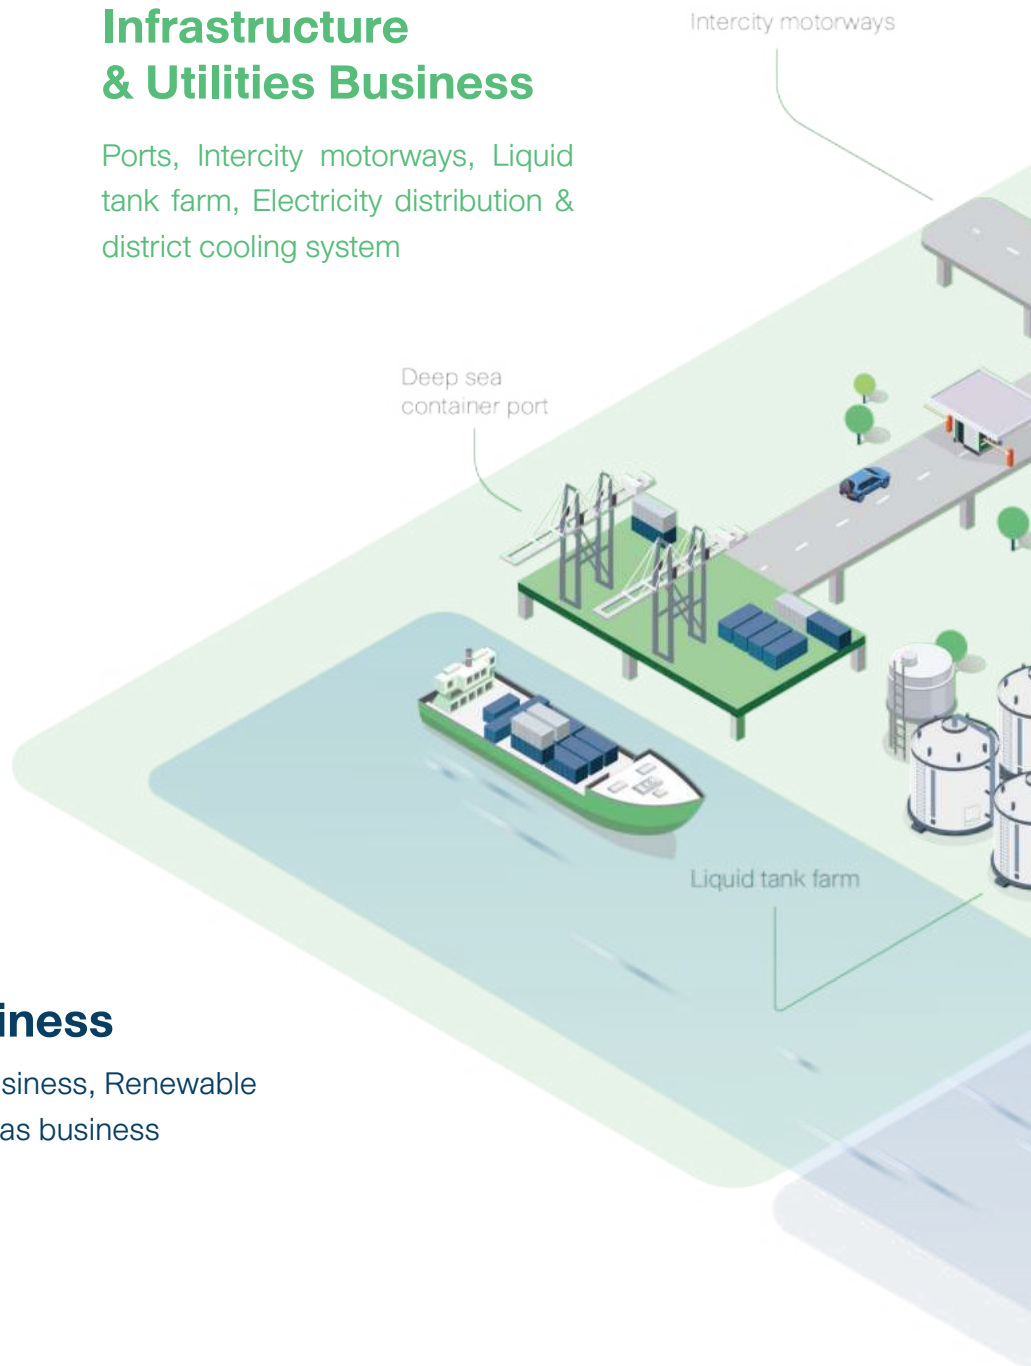 Infrastructure
& Utilities Business
Ports, Intercity motorways, Liquid
tank farm, Electricity distribution &
district cooling system
Intercity motorways
Deep sea
container port
Liquid tank farm
iness
siness, Renewable
as business